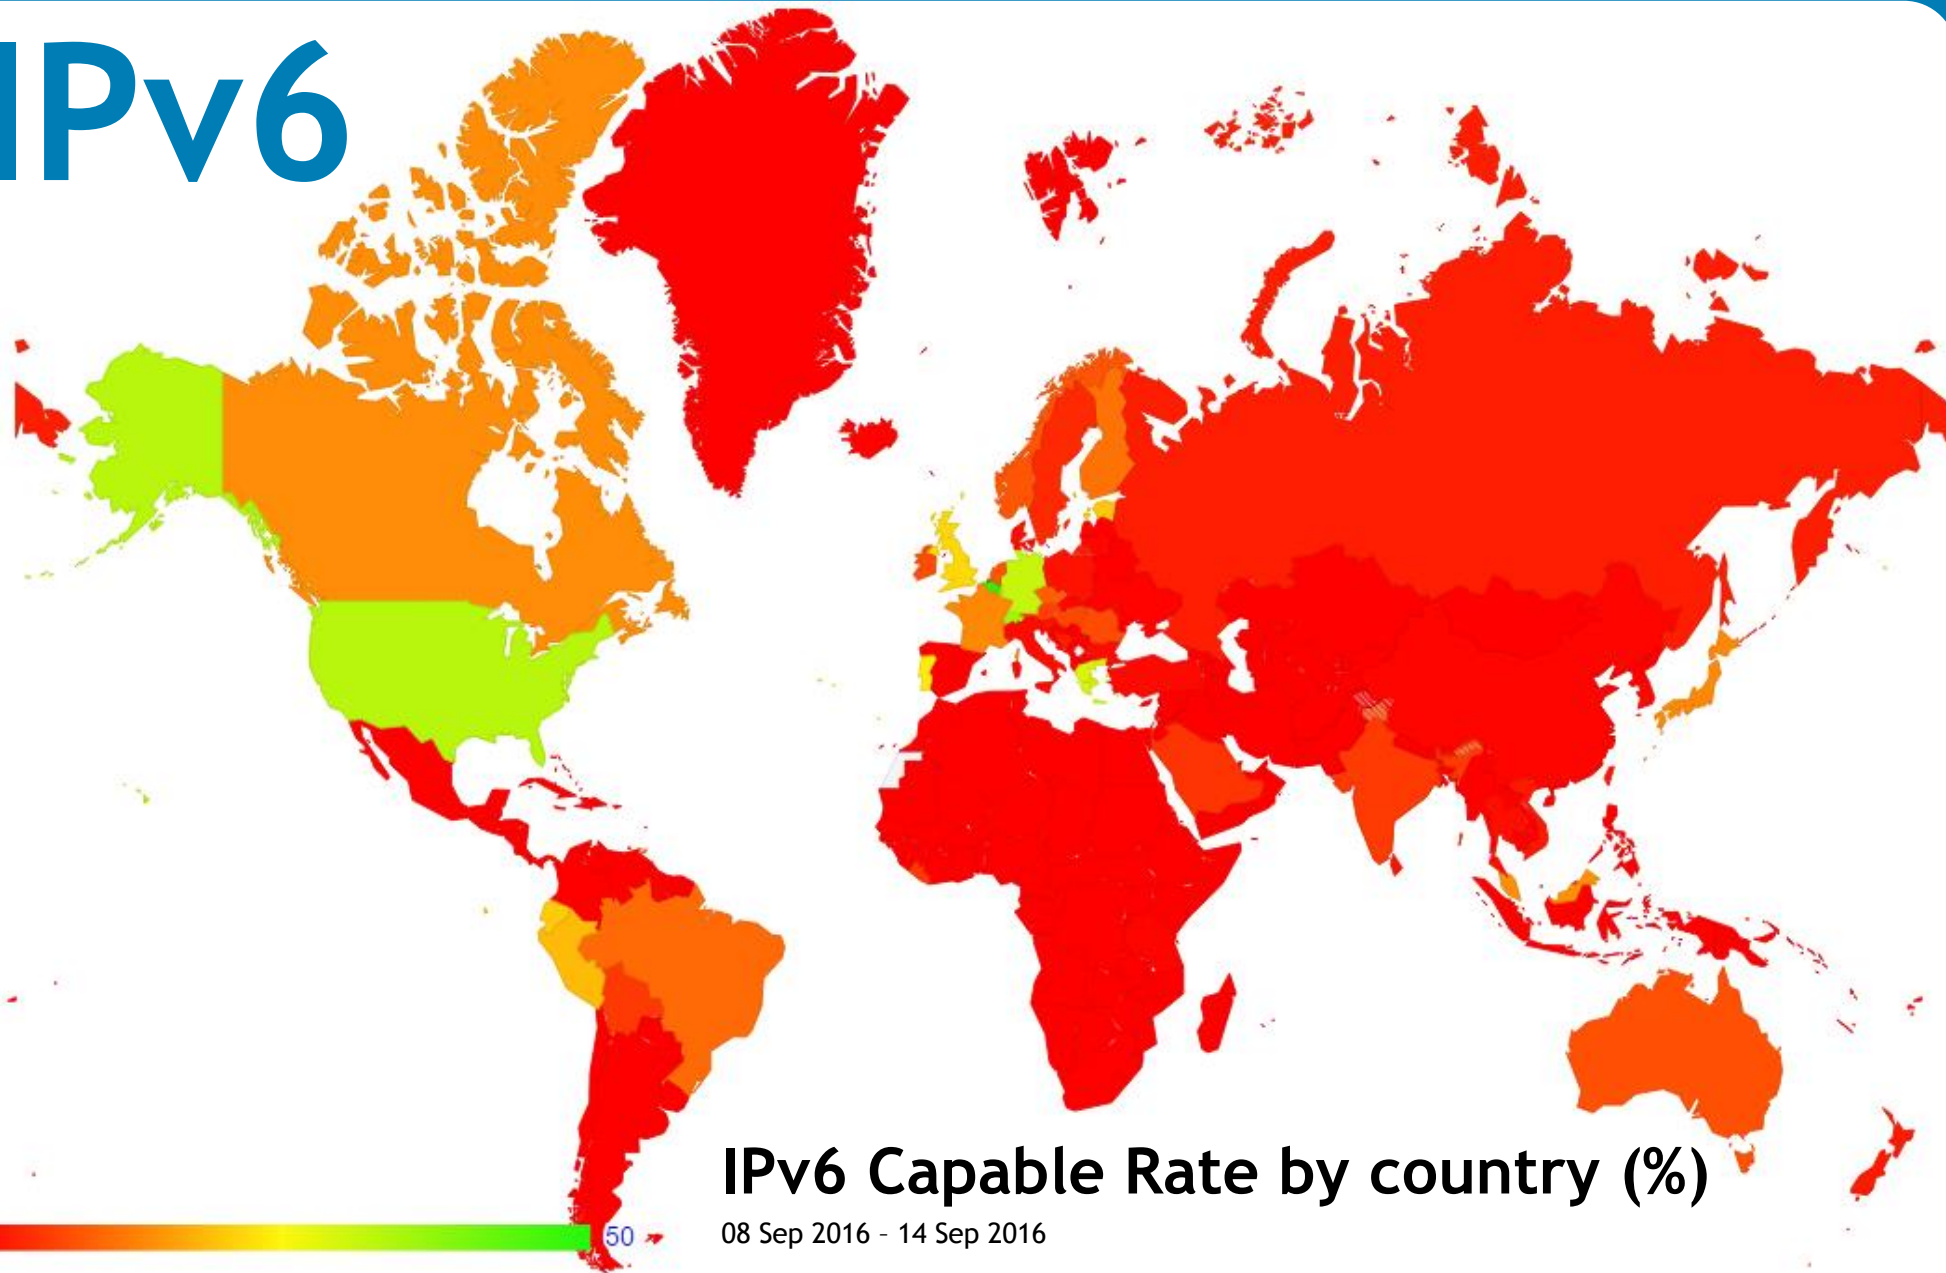 IPv6
IPv6 Capable Rate by country (%)
50
08 Sep 2016 – 14 Sep 2016